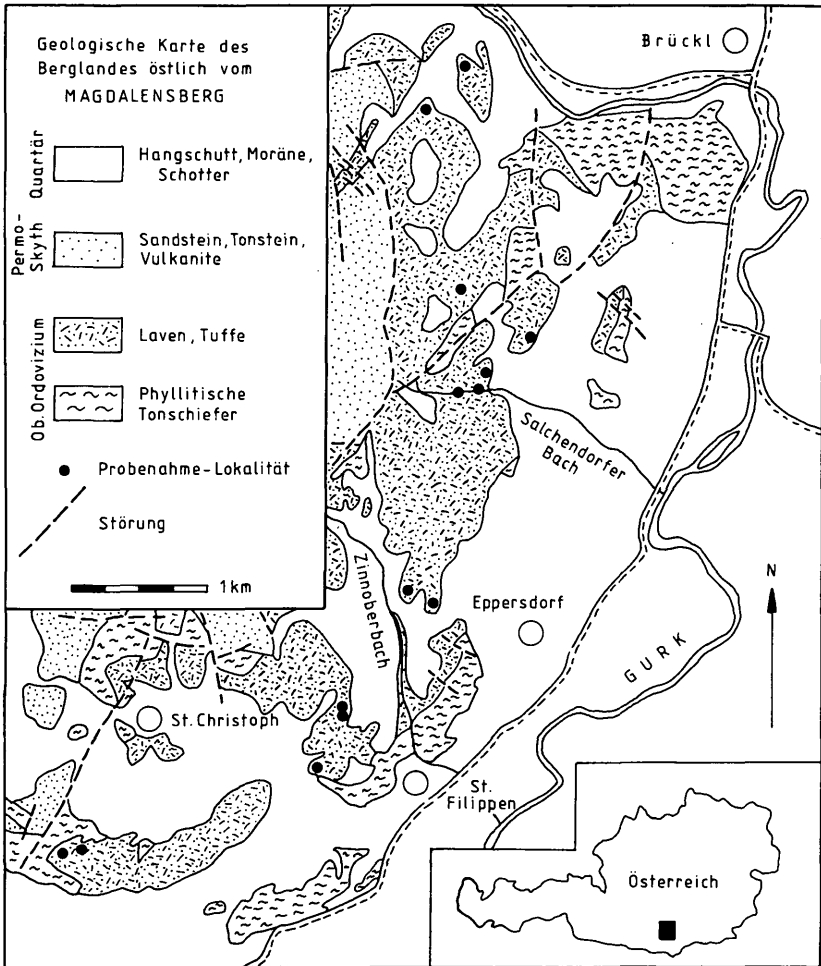 Geologische Karte des
Berglandes östlich vom
MAGDALENSBERG
Quartär
Hangschutt, Moräne,
Schotter
Permo-
Skyth
Sandstein, Tonstein,
Vulkanite
Ob. Ordovizium
Laven, Tuffe
Phyllitische
Tonschiefer
Probenahme-Lokalität
Störung
1km
Brückl
Salchendorfer
Bach
Zinnoberbach
Eppersdorf
N
GURK
St. Christoph
St.
Filippen
Österreich